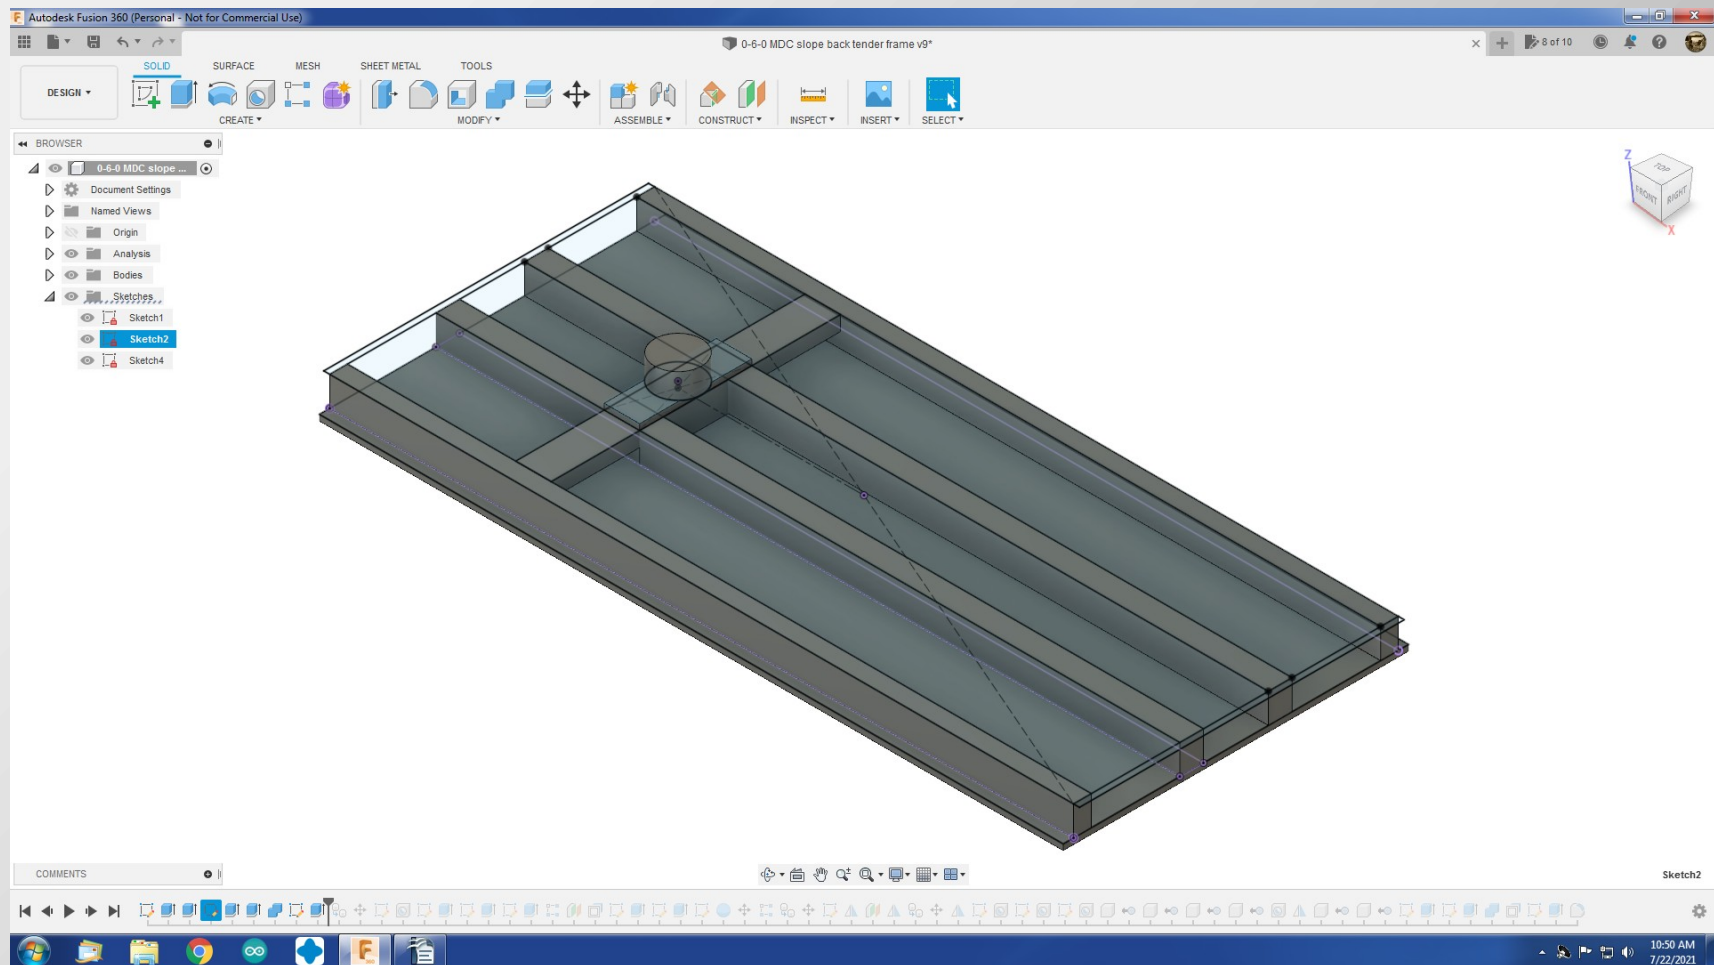 Autodesk Fusion 360 (Personal - Not for Commercial Use)
0-6-0 MDC slope back tender frame v9*
8 of 10
DESIGN
SOLID
SURFACE
MESH
SHEET METAL
TOOLS
CREATE
MODIFY
ASSEMBLE
CONSTRUCT
INSPECT
INSERT
SELECT
BROWSER
0-6-0 MDC slope ...
Document Settings
Named Views
Origin
Analysis
Bodies
Sketches
Sketch1
Sketch2
Sketch4
Z
TOP
FRONT
RIGHT
X
COMMENTS
Sketch2
10:50 AM
7/22/2021